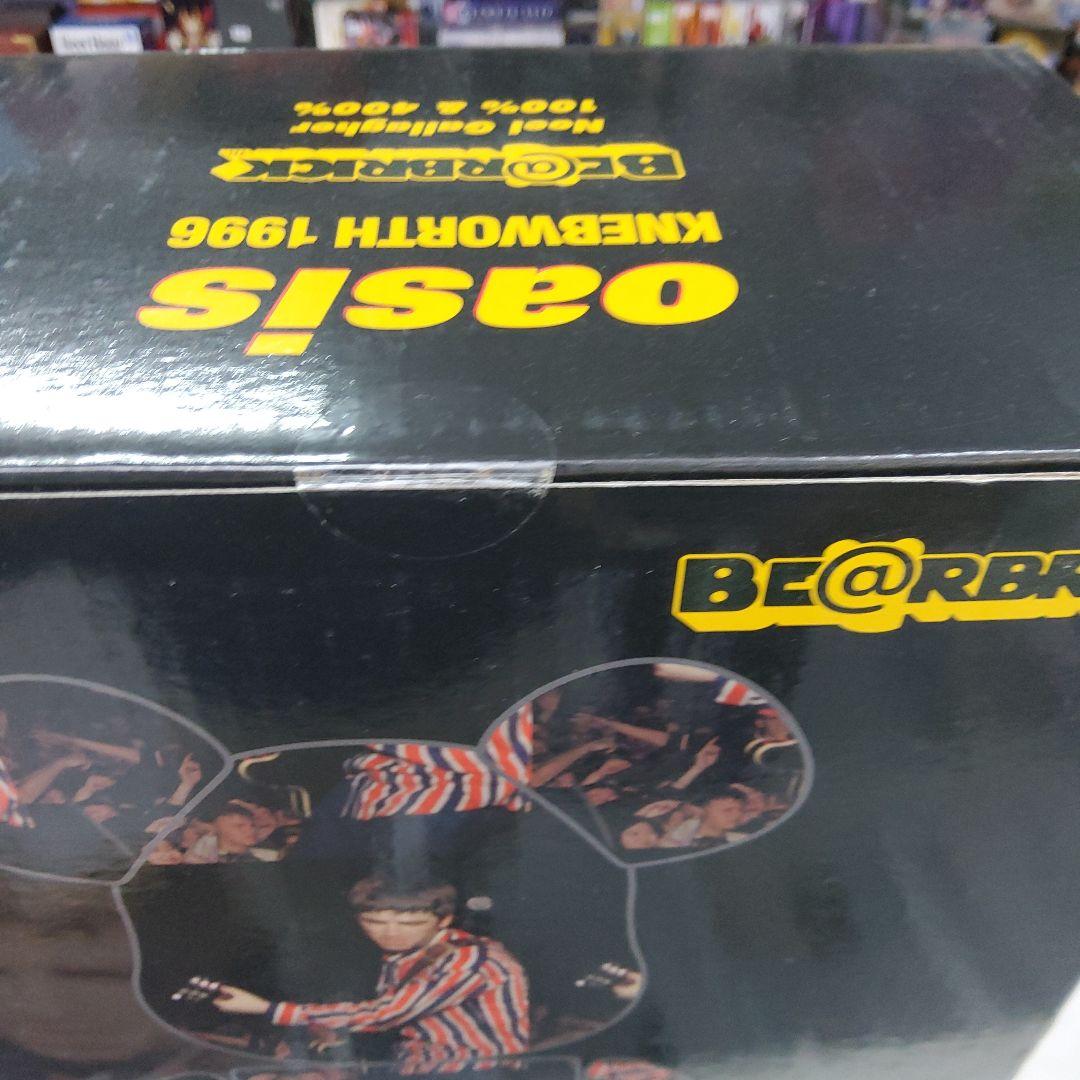 oasis
KNEBWORTH 1996
BE@RBRICK
Noel Gallagher
100% & 400%
BE@RBR